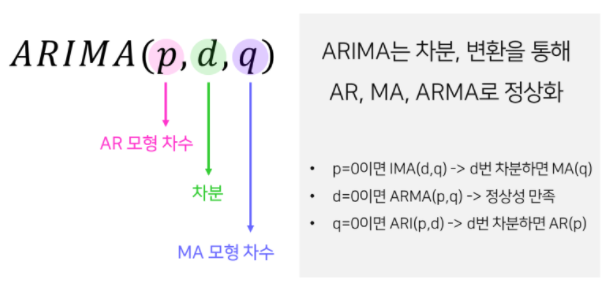 ARIMA(p,d,q)
AR 모형 차수
차분
MA 모형 차수
ARIMA는 차분, 변환을 통해
AR, MA, ARMA로 정상화
• p=0이면 IMA(d,q) -> d번 차분하면 MA(q)
• d=0이면 ARMA(p,q) -> 정상성 만족
• q=0이면 ARI(p,d) -> d번 차분하면 AR(p)